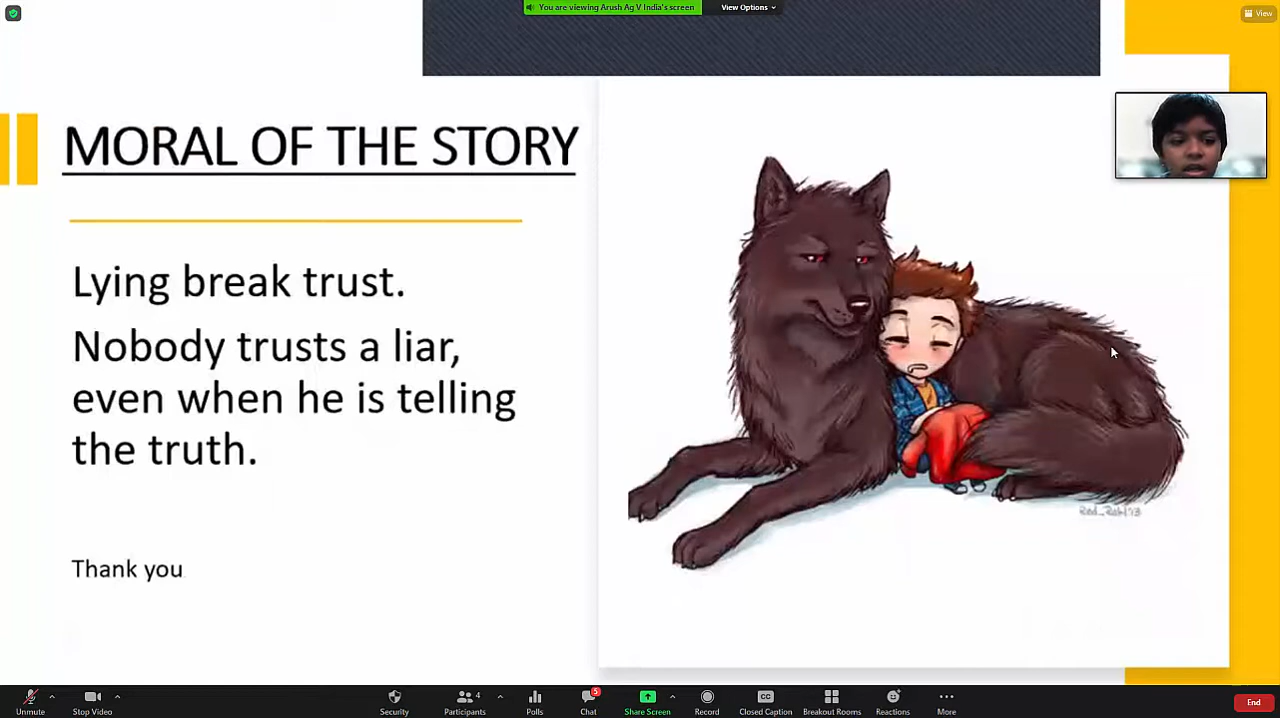 You are viewing Arush Ag V India's screen
View Options
View
MORAL OF THE STORY
Lying break trust.
Nobody trusts a liar,
even when he is telling
the truth.
Thank you
Unmute
Stop Video
Security
4
Participants
Polls
5
Chat
Share Screen
Record
CC
Closed Caption
Breakout Rooms
Reactions
More
End